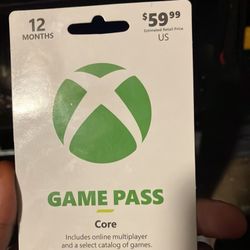 12
MONTHS
$59.99
Estimated Retail Price
US
GAME PASS
Core
Includes online multiplayer
and a select catalog of games.